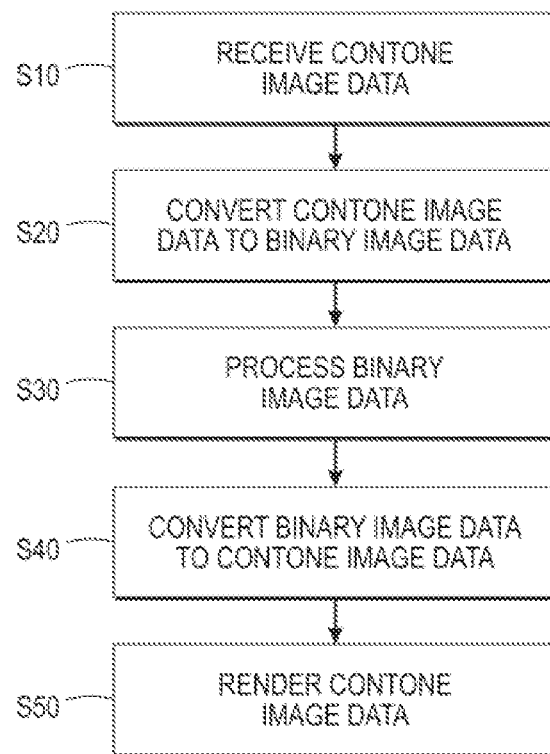 S10
RECEIVE CONTONE
IMAGE DATA
S20
CONVERT CONTONE IMAGE
DATA TO BINARY IMAGE DATA
S30
PROCESS BINARY
IMAGE DATA
S40
CONVERT BINARY IMAGE DATA
TO CONTONE IMAGE DATA
S50
RENDER CONTONE
IMAGE DATA